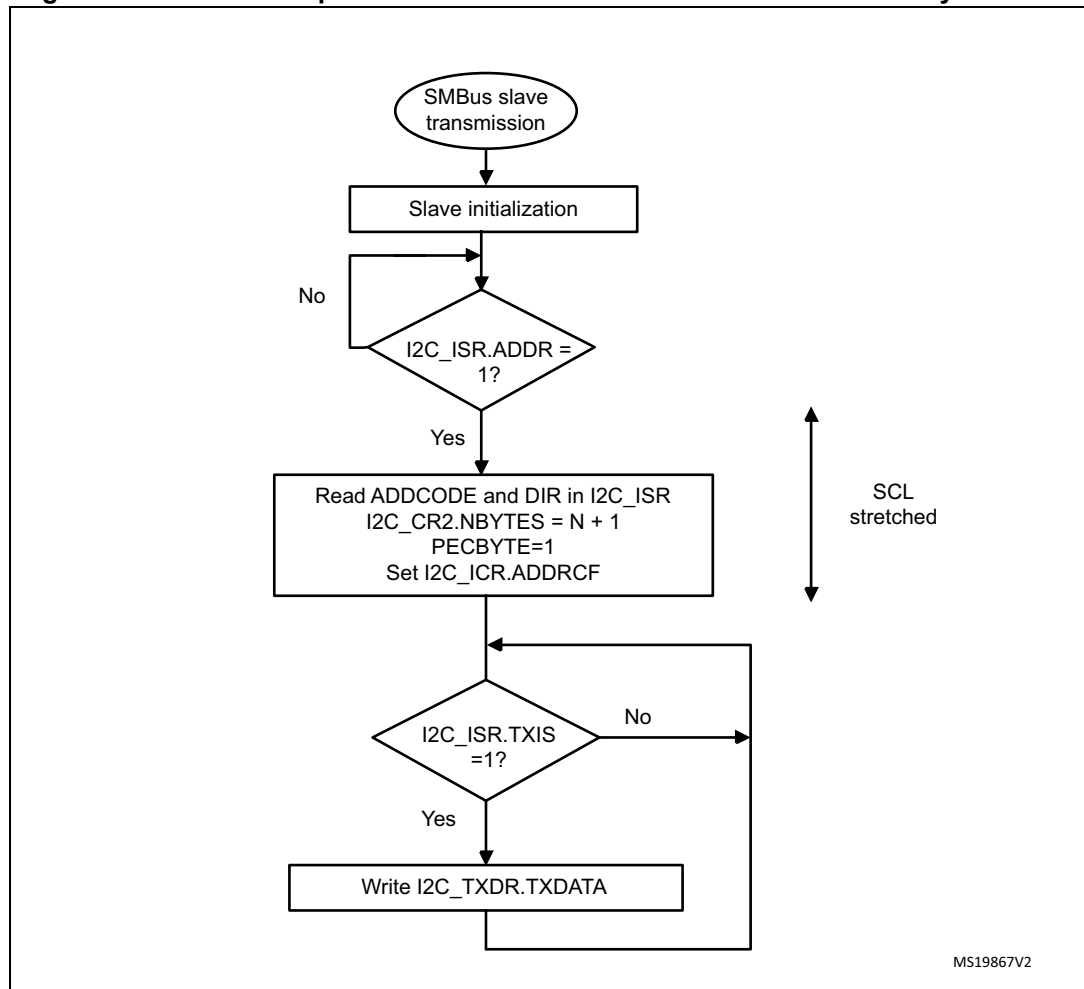 SMBus slave
transmission
Slave initialization
No
I2C_ISR.ADDR =
1?
Yes
Read ADDCODE and DIR in I2C_ISR
I2C_CR2.NBYTES = N + 1
PECBYTE=1
Set I2C_ICR.ADDRCF
SCL
stretched
I2C_ISR.TXIS
=1?
No
Yes
Write I2C_TXDR.TXDATA
MS19867V2